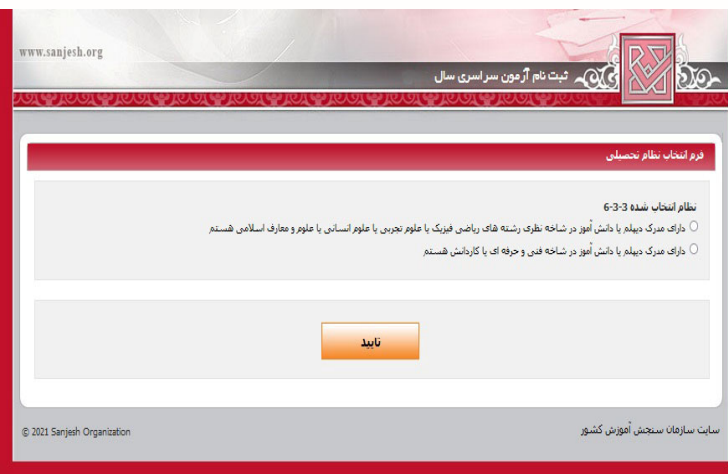 www.sanjesh.org
ثبت نام آزمون سراسری سال
فرم انتخاب نظام تحصیلی
نظام انتخاب شده 3-3-6
دارای مدرک دیپلم یا دانش آموز در شاخه نظری رشته های ریاضی فیزیک یا علوم تجربی یا علوم انسانی یا علوم و معارف اسلامی هستم
دارای مدرک دیپلم یا دانش آموز در شاخه فنی و حرفه ای یا کاردانش هستم
تایید
سایت سازمان سنجش آموزش کشور
© 2021 Sanjesh Organization